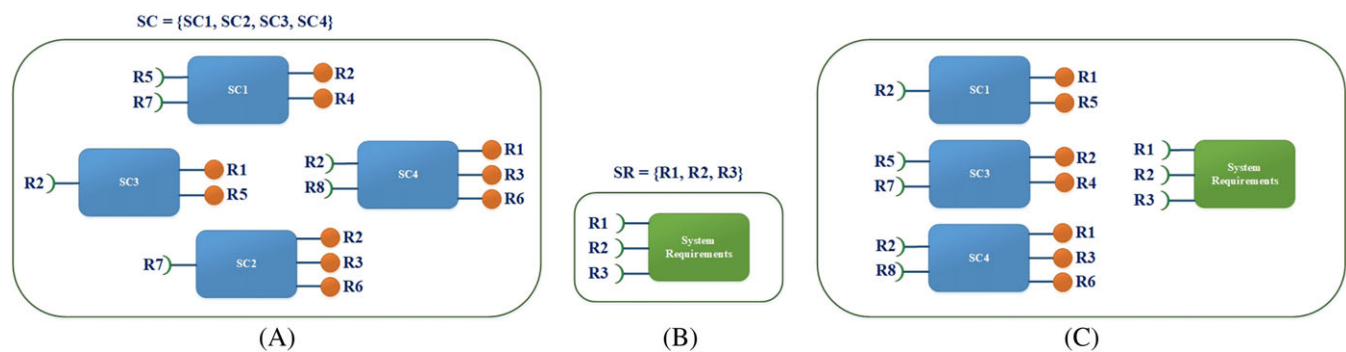 SC = {SC1, SC2, SC3, SC4}
R5
R7
SC1
R2
R4
R2
SC3
R1
R5
R2
R8
SC4
R1
R3
R6
R7
SC2
R2
R3
R6
(A)
SR = {R1, R2, R3}
R1
R2
R3
System
Requirements
(B)
R2
SC1
R1
R5
R5
R7
SC3
R2
R4
R2
R8
SC4
R1
R3
R6
R1
R2
R3
System
Requirements
(C)